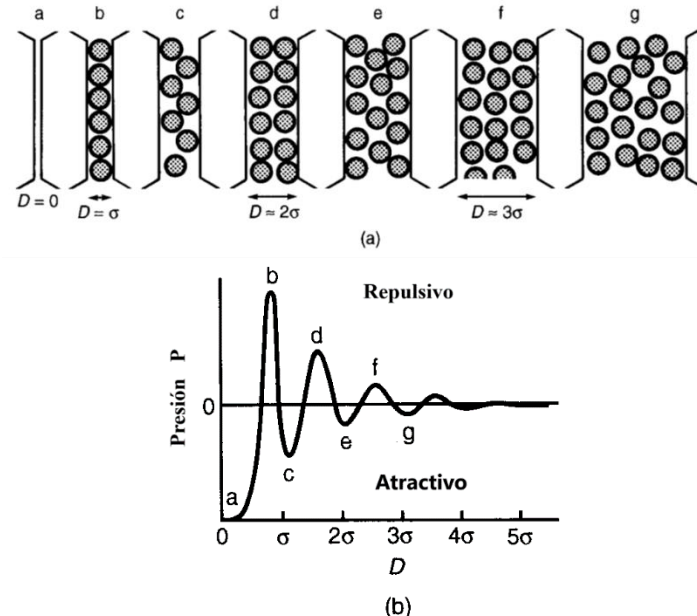 a b c d e f g
D = 0 D = σ D ≈ 2σ D ≈ 3σ
(a)
Presión P
Repulsivo
Atractivo
0
a
b
c
d
e
f
g
0 σ 2σ 3σ 4σ 5σ
D
(b)